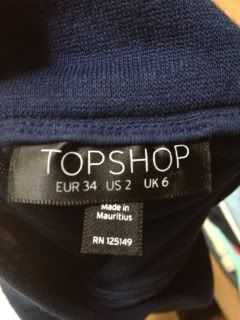 TOPSHOP
EUR 34 US 2 UK 6
Made in
Mauritius
RN 125149